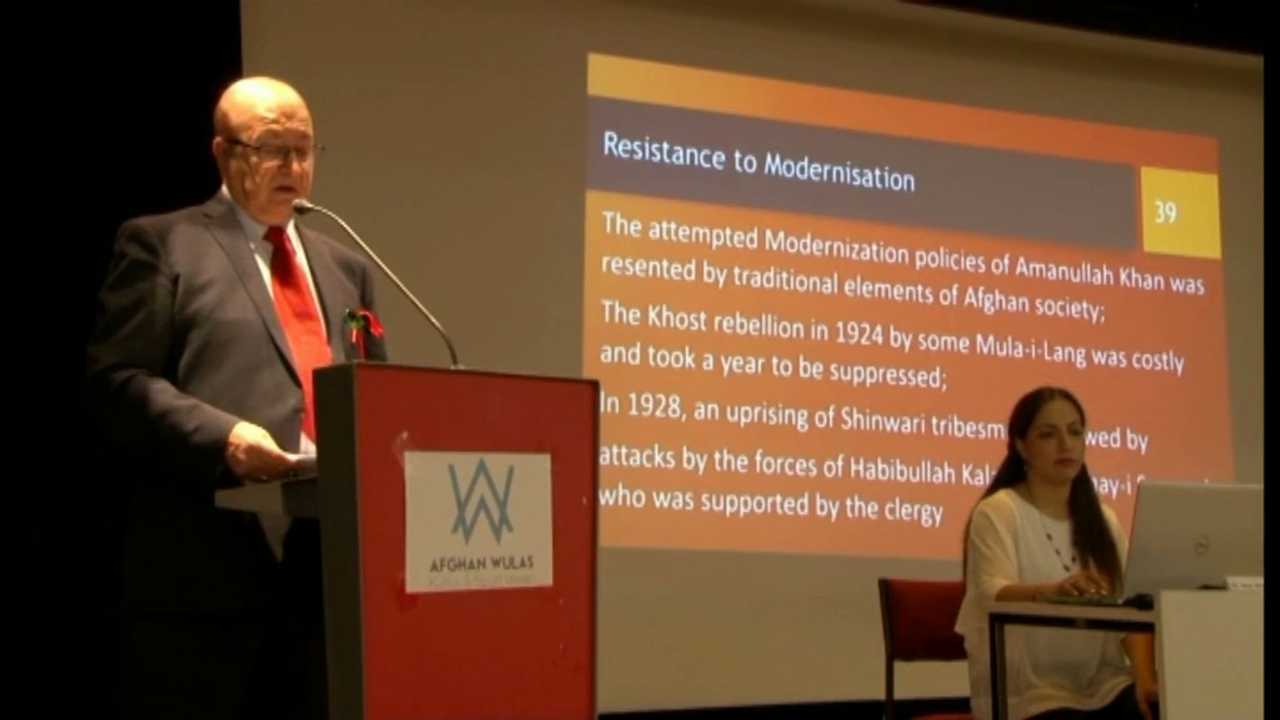 Resistance to Modernisation
39
The attempted Modernization policies of Amanullah Khan was
resented by traditional elements of Afghan society;
The Khost rebellion in 1924 by some Mula-i-Lang was costly
and took a year to be suppressed;
In 1928, an uprising of Shinwari by
attacks by the forces of Habibullah
who was supported by the clergy
AFGHAN WULAS